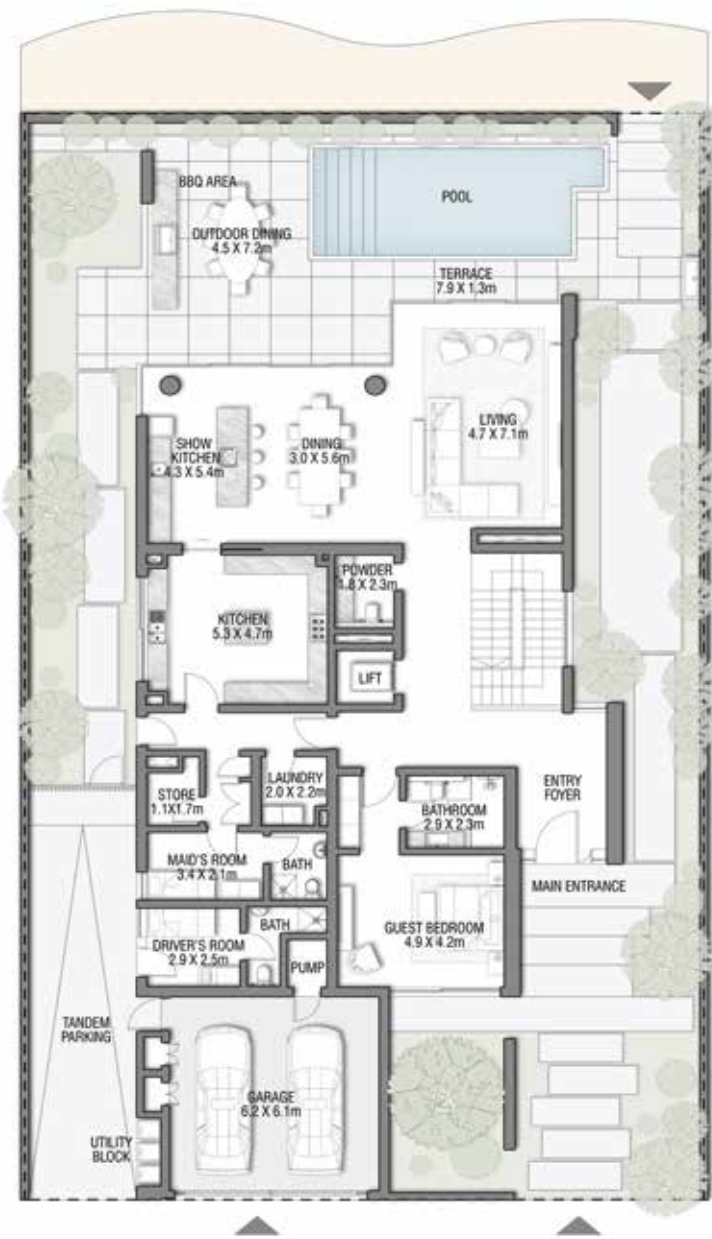 BBQ AREA
POOL
OUTDOOR DINING
4.5 X 7.2m
TERRACE
7.9 X 1.3m
LIVING
4.7 X 7.1m
SHOW
KITCHEN
4.3 X 5.4m
DINING
3.0 X 5.6m
POWDER
1.8 X 2.3m
KITCHEN
5.3 X 4.7m
LIFT
LAUNDRY
2.0 X 2.2m
STORE
1.1X1.7m
ENTRY
FOYER
BATHROOM
2.9 X 2.3m
MAID'S ROOM
3.4 X 2.1m
BATH
MAIN ENTRANCE
BATH
GUEST BEDROOM
4.9 X 4.2m
DRIVER'S ROOM
2.9 X 2.5m
PUMP
TANDEM
PARKING
GARAGE
6.2 X 6.1m
UTILITY
BLOCK